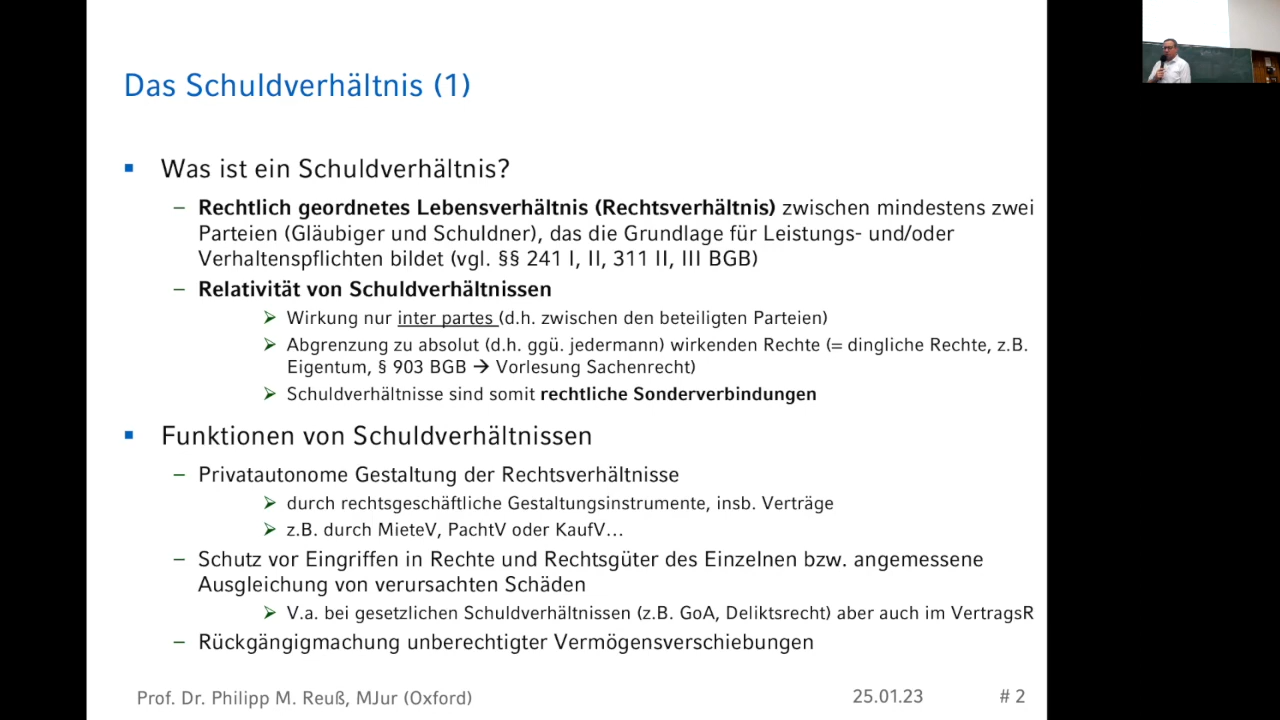 Das Schuldverhältnis (1)
Was ist ein Schuldverhältnis?
– Rechtlich geordnetes Lebensverhältnis (Rechtsverhältnis) zwischen mindestens zwei
Parteien (Gläubiger und Schuldner), das die Grundlage für Leistungs- und/oder
Verhaltenspflichten bildet (vgl. §§ 241 I, II, 311 II, III BGB)
– Relativität von Schuldverhältnissen
Wirkung nur inter partes (d.h. zwischen den beteiligten Parteien)
Abgrenzung zu absolut (d.h. ggü. jedermann) wirkenden Rechte (= dingliche Rechte, z.B.
Eigentum, § 903 BGB → Vorlesung Sachenrecht)
Schuldverhältnisse sind somit rechtliche Sonderverbindungen
Funktionen von Schuldverhältnissen
– Privatautonome Gestaltung der Rechtsverhältnisse
durch rechtsgeschäftliche Gestaltungsinstrumente, insb. Verträge
z.B. durch MieteV, PachtV oder KaufV...
– Schutz vor Eingriffen in Rechte und Rechtsgüter des Einzelnen bzw. angemessene
Ausgleichung von verursachten Schäden
V.a. bei gesetzlichen Schuldverhältnissen (z.B. GoA, Deliktsrecht) aber auch im VertragsR
– Rückgängigmachung unberechtigter Vermögensverschiebungen
Prof. Dr. Philipp M. Reuß, MJur (Oxford) 25.01.23 # 2